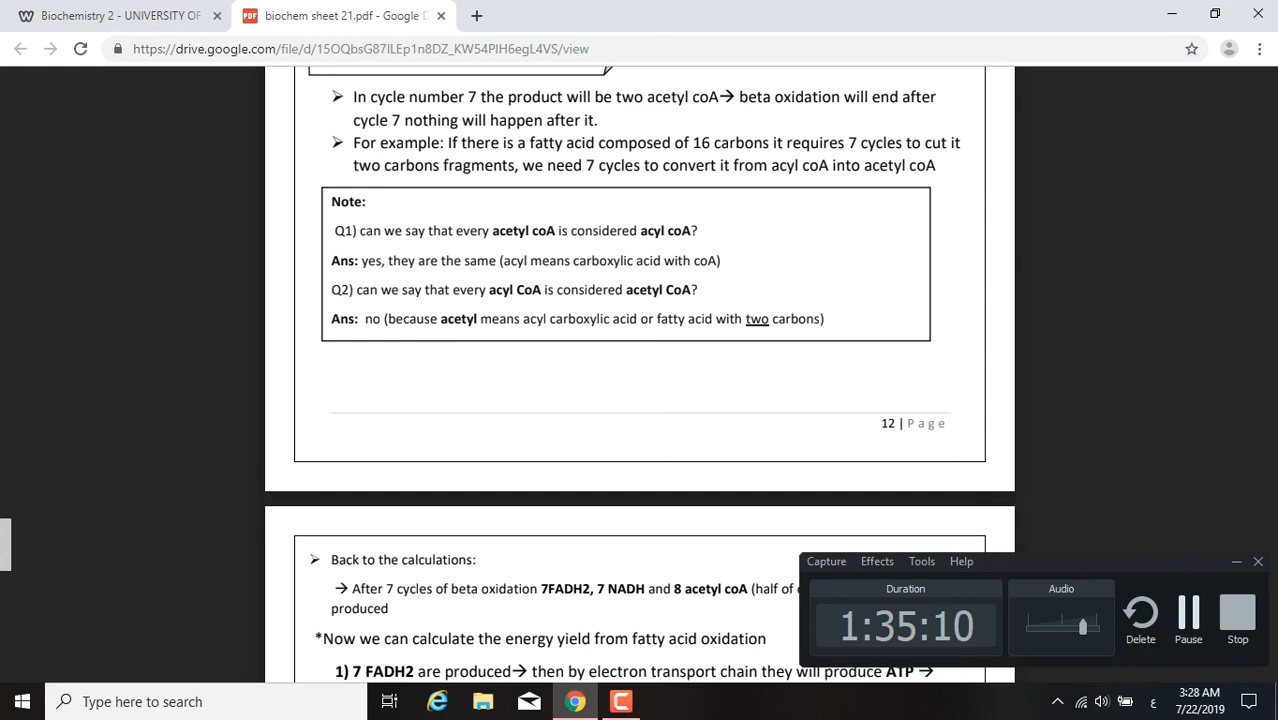 Biochemistry 2 - UNIVERSITY OF
biochem sheet 21.pdf - Google D
https://drive.google.com/file/d/15OQbsG87ILEp1n8DZ_KW54PlH6egL4VS/view
➢ In cycle number 7 the product will be two acetyl coA→ beta oxidation will end after
cycle 7 nothing will happen after it.
➢ For example: If there is a fatty acid composed of 16 carbons it requires 7 cycles to cut it
two carbons fragments, we need 7 cycles to convert it from acyl coA into acetyl coA
Note:
Q1) can we say that every acetyl coA is considered acyl coA?
Ans: yes, they are the same (acyl means carboxylic acid with coA)
Q2) can we say that every acyl CoA is considered acetyl CoA?
Ans: no (because acetyl means acyl carboxylic acid or fatty acid with two carbons)
12 | Page
➢ Back to the calculations:
→ After 7 cycles of beta oxidation 7FADH2, 7 NADH and 8 acetyl coA (half of
produced
*Now we can calculate the energy yield from fatty acid oxidation
1) 7 FADH2 are produced→ then by electron transport chain they will produce ATP →
Capture Effects Tools Help
Duration
Audio
1:35:10
Delete
Pause
Stop
Type here to search
ع
3:28 AM
7/22/2019